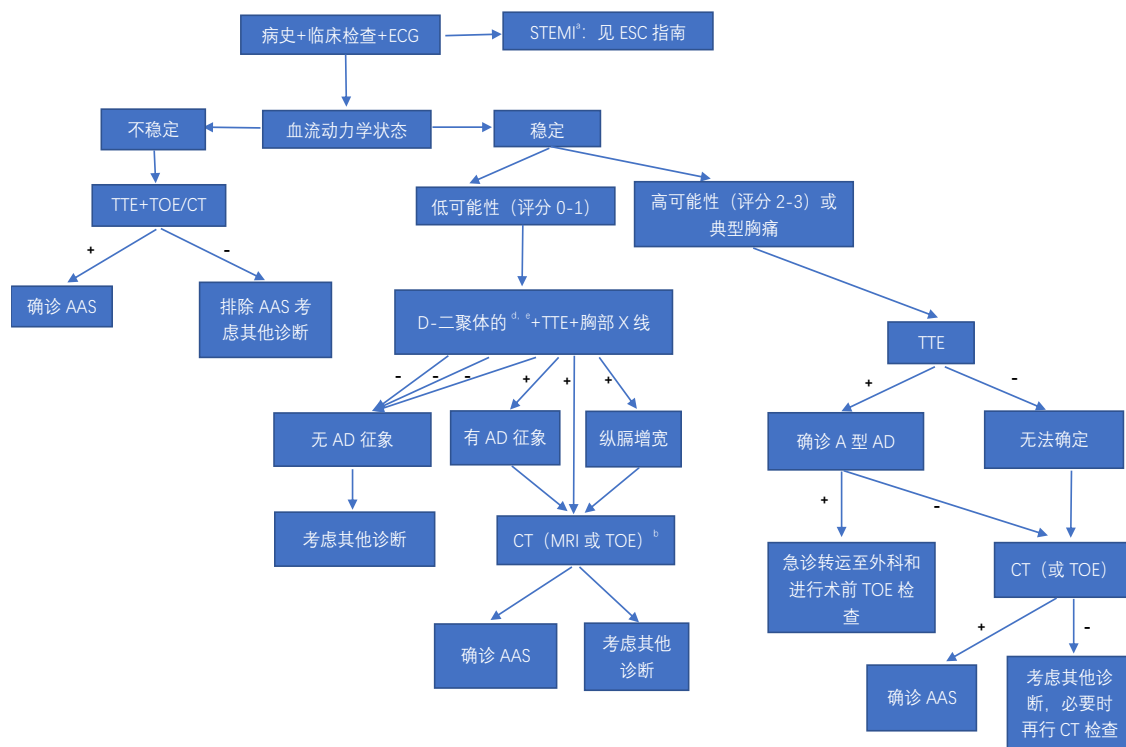 病史+临床检查+ECG
STEMIᵃ：见 ESC 指南
不稳定
血流动力学状态
稳定
TTE+TOE/CT
低可能性（评分 0-1）
高可能性（评分 2-3）或
典型胸痛
+
-
确诊 AAS
排除 AAS 考
虑其他诊断
D-二聚体的 ᵈ, ᵉ+TTE+胸部 X 线
TTE
-
-
-
+
+
+
+
-
无 AD 征象
有 AD 征象
纵膈增宽
确诊 A 型 AD
无法确定
+
-
考虑其他诊断
CT（MRI 或 TOE）ᵇ
急诊转运至外科和
进行术前 TOE 检
查
CT（或 TOE）
+
-
确诊 AAS
考虑其他
诊断
确诊 AAS
考虑其他诊
断，必要时
再行 CT 检查